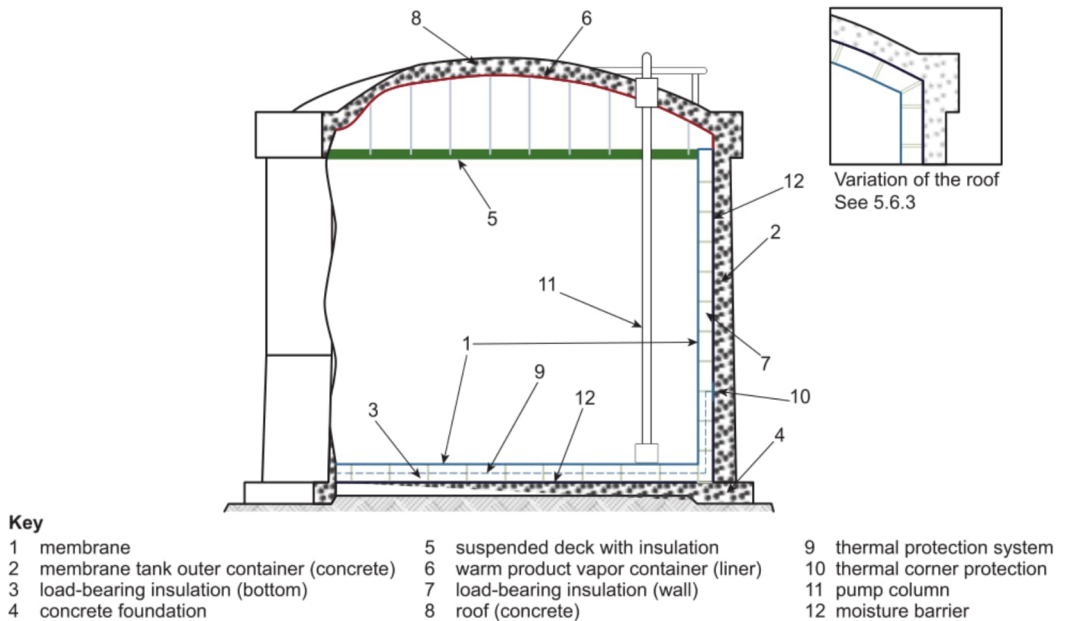 8
6
Variation of the roof
See 5.6.3
12
5
2
11
1
7
9
12
10
3
4
Key
1 membrane
2 membrane tank outer container (concrete)
3 load-bearing insulation (bottom)
4 concrete foundation
5 suspended deck with insulation
6 warm product vapor container (liner)
7 load-bearing insulation (wall)
8 roof (concrete)
9 thermal protection system
10 thermal corner protection
11 pump column
12 moisture barrier